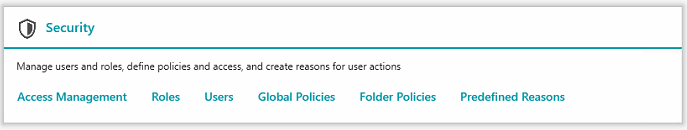 Security
Manage users and roles, define policies and access, and create reasons for user actions
Access Management Roles Users Global Policies Folder Policies Predefined Reasons